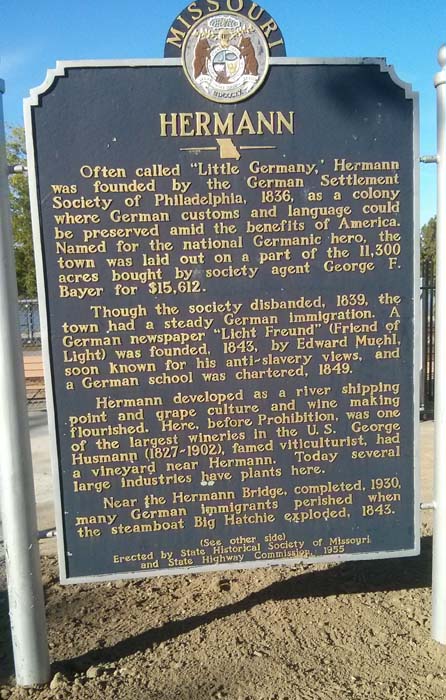 MISSOURI
MDCCCXX
HERMANN
Often called "Little Germany,' Hermann
was founded by the German Settlement
Society of Philadelphia, 1836, as a colony
where German customs and language could
be preserved amid the benefits of America.
Named for the national Germanic hero, the
town was laid out on a part of the 11,300
acres bought by society agent George F.
Bayer for $15,612.
Though the society disbanded, 1839, the
town had a steady German immigration. A
German newspaper "Licht Freund" (Friend of
Light) was founded, 1843, by Edward Muehl,
soon known for his anti-slavery views, and
a German school was chartered, 1849.
Hermann developed as a river shipping
point and grape culture and wine making
flourished. Here, before Prohibition, was one
of the largest wineries in the U.S. George
Husmann (1827-1902), famed viticulturist, had
a vineyard near Hermann. Today several
large industries have plants here.
Near the Hermann Bridge, completed, 1930,
many German immigrants perished when
the steamboat Big Hatchie exploded, 1843.
(See other side)
Erected by State Historical Society of Missouri
and State Highway Commission, 1955